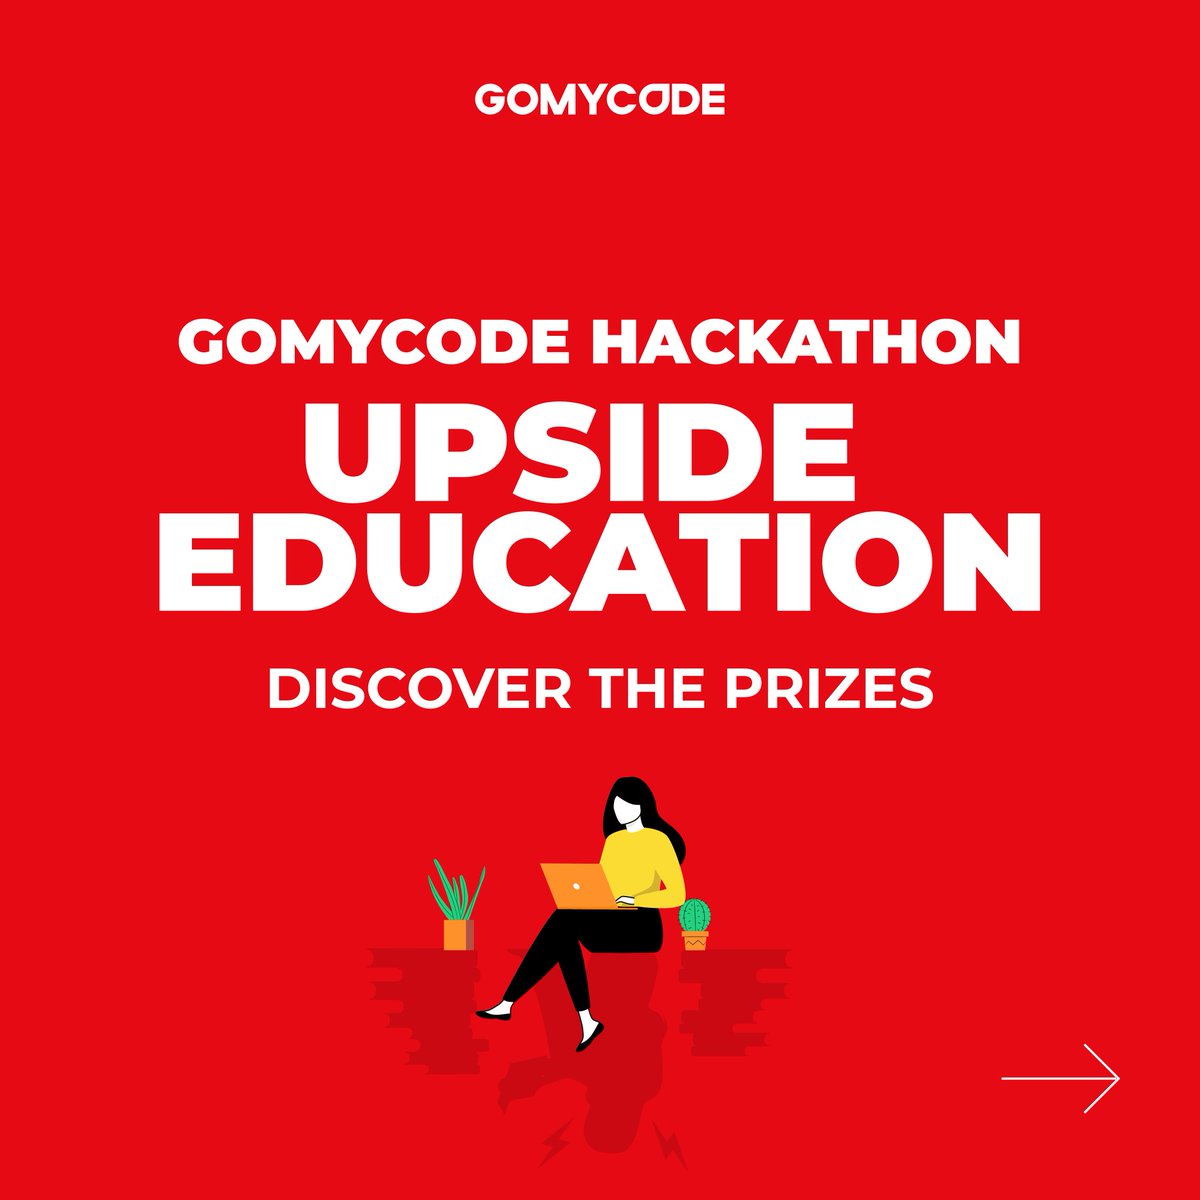 GOMYCODE
GOMYCODE HACKATHON
UPSIDE
EDUCATION
DISCOVER THE PRIZES